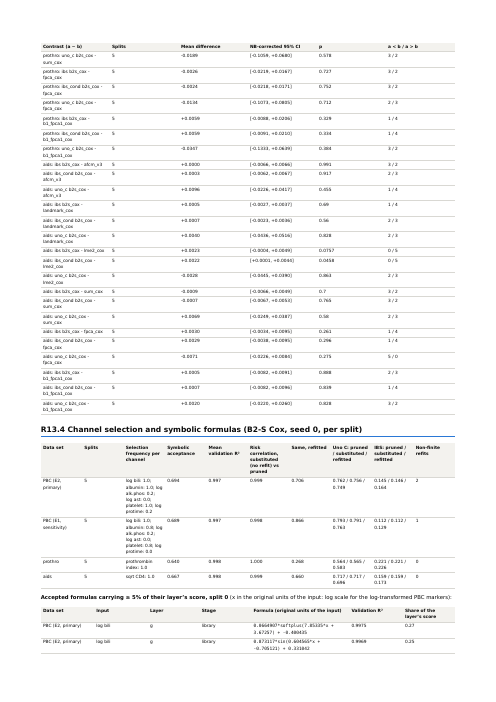 Contrast (a − b) Splits Mean difference NB-corrected 95% CI p a < b / a > b
prothro: uno_c b2s_cox - sum_cox 5 -0.0189 [-0.1059, +0.0680] 0.578 3 / 2
prothro: ibs b2s_cox - fpca_cox 5 -0.0026 [-0.0219, +0.0167] 0.727 3 / 2
prothro: ibs_cond b2s_cox - fpca_cox 5 -0.0024 [-0.0218, +0.0171] 0.752 3 / 2
prothro: uno_c b2s_cox - fpca_cox 5 -0.0134 [-0.1073, +0.0805] 0.712 2 / 3
prothro: ibs b2s_cox - b1_fpca1_cox 5 +0.0059 [-0.0088, +0.0206] 0.329 1 / 4
prothro: ibs_cond b2s_cox - b1_fpca1_cox 5 +0.0059 [-0.0091, +0.0210] 0.334 1 / 4
prothro: uno_c b2s_cox - b1_fpca1_cox 5 -0.0347 [-0.1333, +0.0639] 0.384 3 / 2
aids: ibs b2s_cox - afcm_v3 5 +0.0000 [-0.0066, +0.0066] 0.991 3 / 2
aids: ibs_cond b2s_cox - afcm_v3 5 +0.0003 [-0.0062, +0.0067] 0.917 2 / 3
aids: uno_c b2s_cox - afcm_v3 5 +0.0096 [-0.0226, +0.0417] 0.455 1 / 4
aids: ibs b2s_cox - landmark_cox 5 +0.0005 [-0.0027, +0.0037] 0.69 1 / 4
aids: ibs_cond b2s_cox - landmark_cox 5 +0.0007 [-0.0023, +0.0036] 0.56 2 / 3
aids: uno_c b2s_cox - landmark_cox 5 +0.0040 [-0.0436, +0.0516] 0.828 2 / 3
aids: ibs b2s_cox - lme2_cox 5 +0.0023 [-0.0004, +0.0049] 0.0757 0 / 5
aids: ibs_cond b2s_cox - lme2_cox 5 +0.0022 [+0.0001, +0.0044] 0.0458 0 / 5
aids: uno_c b2s_cox - lme2_cox 5 -0.0028 [-0.0445, +0.0390] 0.863 2 / 3
aids: ibs b2s_cox - sum_cox 5 -0.0009 [-0.0066, +0.0049] 0.7 3 / 2
aids: ibs_cond b2s_cox - sum_cox 5 -0.0007 [-0.0067, +0.0053] 0.765 3 / 2
aids: uno_c b2s_cox - sum_cox 5 +0.0069 [-0.0249, +0.0387] 0.58 2 / 3
aids: ibs b2s_cox - fpca_cox 5 +0.0030 [-0.0034, +0.0095] 0.261 1 / 4
aids: ibs_cond b2s_cox - fpca_cox 5 +0.0029 [-0.0038, +0.0095] 0.296 1 / 4
aids: uno_c b2s_cox - fpca_cox 5 -0.0071 [-0.0226, +0.0084] 0.275 5 / 0
aids: ibs b2s_cox - b1_fpca1_cox 5 +0.0005 [-0.0082, +0.0091] 0.888 2 / 3
aids: ibs_cond b2s_cox - b1_fpca1_cox 5 +0.0007 [-0.0082, +0.0096] 0.839 1 / 4
aids: uno_c b2s_cox - b1_fpca1_cox 5 +0.0020 [-0.0220, +0.0260] 0.828 3 / 2
R13.4 Channel selection and symbolic formulas (B2-S Cox, seed 0, per split)
Data set Splits Selection frequency per channel Symbolic acceptance Mean validation R² Risk correlation, substituted (no refit) vs pruned Same, refitted Uno C: pruned / substituted / refitted IBS: pruned / substituted / refitted Non-finite refits
PBC (E2, primary) 5 log bili: 1.0; albumin: 1.0; log alk.phos: 0.2; log ast: 0.0; platelet: 1.0; log protime: 0.2 0.694 0.997 0.999 0.706 0.762 / 0.756 / 0.749 0.145 / 0.146 / 0.164 2
PBC (E1, sensitivity) 5 log bili: 1.0; albumin: 0.8; log alk.phos: 0.2; log ast: 0.0; platelet: 0.8; log protime: 0.0 0.689 0.997 0.998 0.866 0.793 / 0.791 / 0.763 0.112 / 0.112 / 0.129 0
prothro 5 prothrombin index: 1.0 0.640 0.998 1.000 0.268 0.564 / 0.565 / 0.583 0.221 / 0.221 / 0.226 0
aids 5 sqrt CD4: 1.0 0.667 0.998 0.999 0.660 0.717 / 0.717 / 0.696 0.159 / 0.159 / 0.173 0
Accepted formulas carrying ≥ 5% of their layer's score, split 0 (x in the original units of the input: log scale for the log-transformed PBC markers):
Data set Input Layer Stage Formula (original units of the input) Validation R² Share of the layer's score
PBC (E2, primary) log bili g library 0.0664907*softplus(7.85335*x + 3.67257) + -0.488435 0.9975 0.27
PBC (E2, primary) log bili g library 0.873117*sin(0.604565*x + -0.705121) + 0.331042 0.9969 0.25